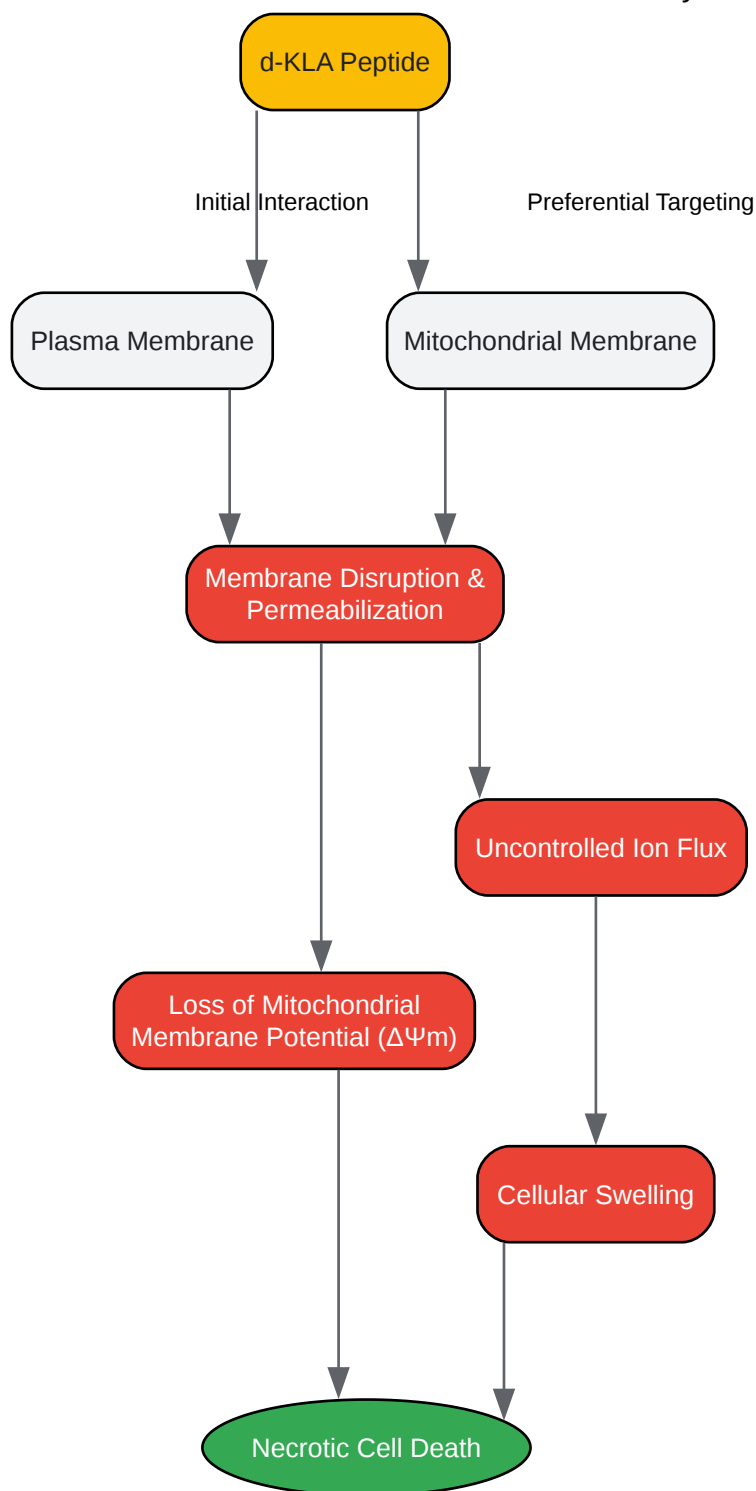 d-KLA Peptide
Initial Interaction
Preferential Targeting
Plasma Membrane
Mitochondrial Membrane
Membrane Disruption &
Permeabilization
Uncontrolled Ion Flux
Loss of Mitochondrial
Membrane Potential (ΔΨm)
Cellular Swelling
Necrotic Cell Death